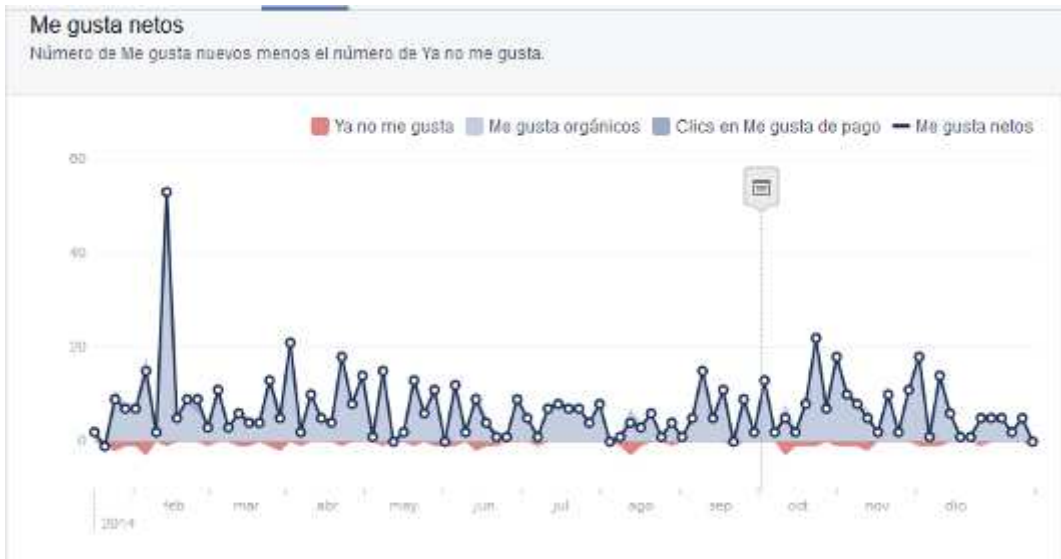 Me gusta netos
Número de Me gusta nuevos menos el número de Ya no me gusta.
Ya no me gusta Me gusta orgánicos Clics en Me gusta de pago Me gusta netos
60
40
20
0
feb. mar. abr. may. jun. jul. ago. sep. oct. nov. dic.
2014